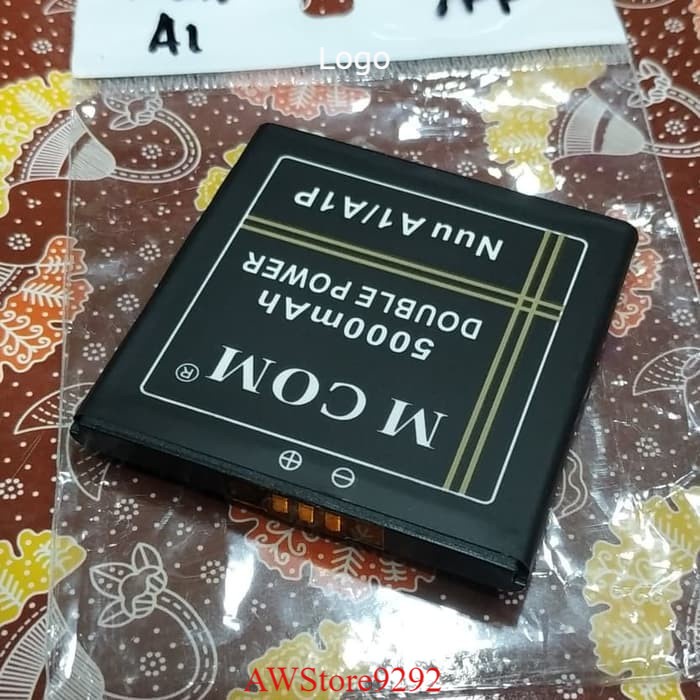 A1
Logo
M COM ®
5000mAh
DOUBLE POWER
Nuu A1/A1P
AWStore9292